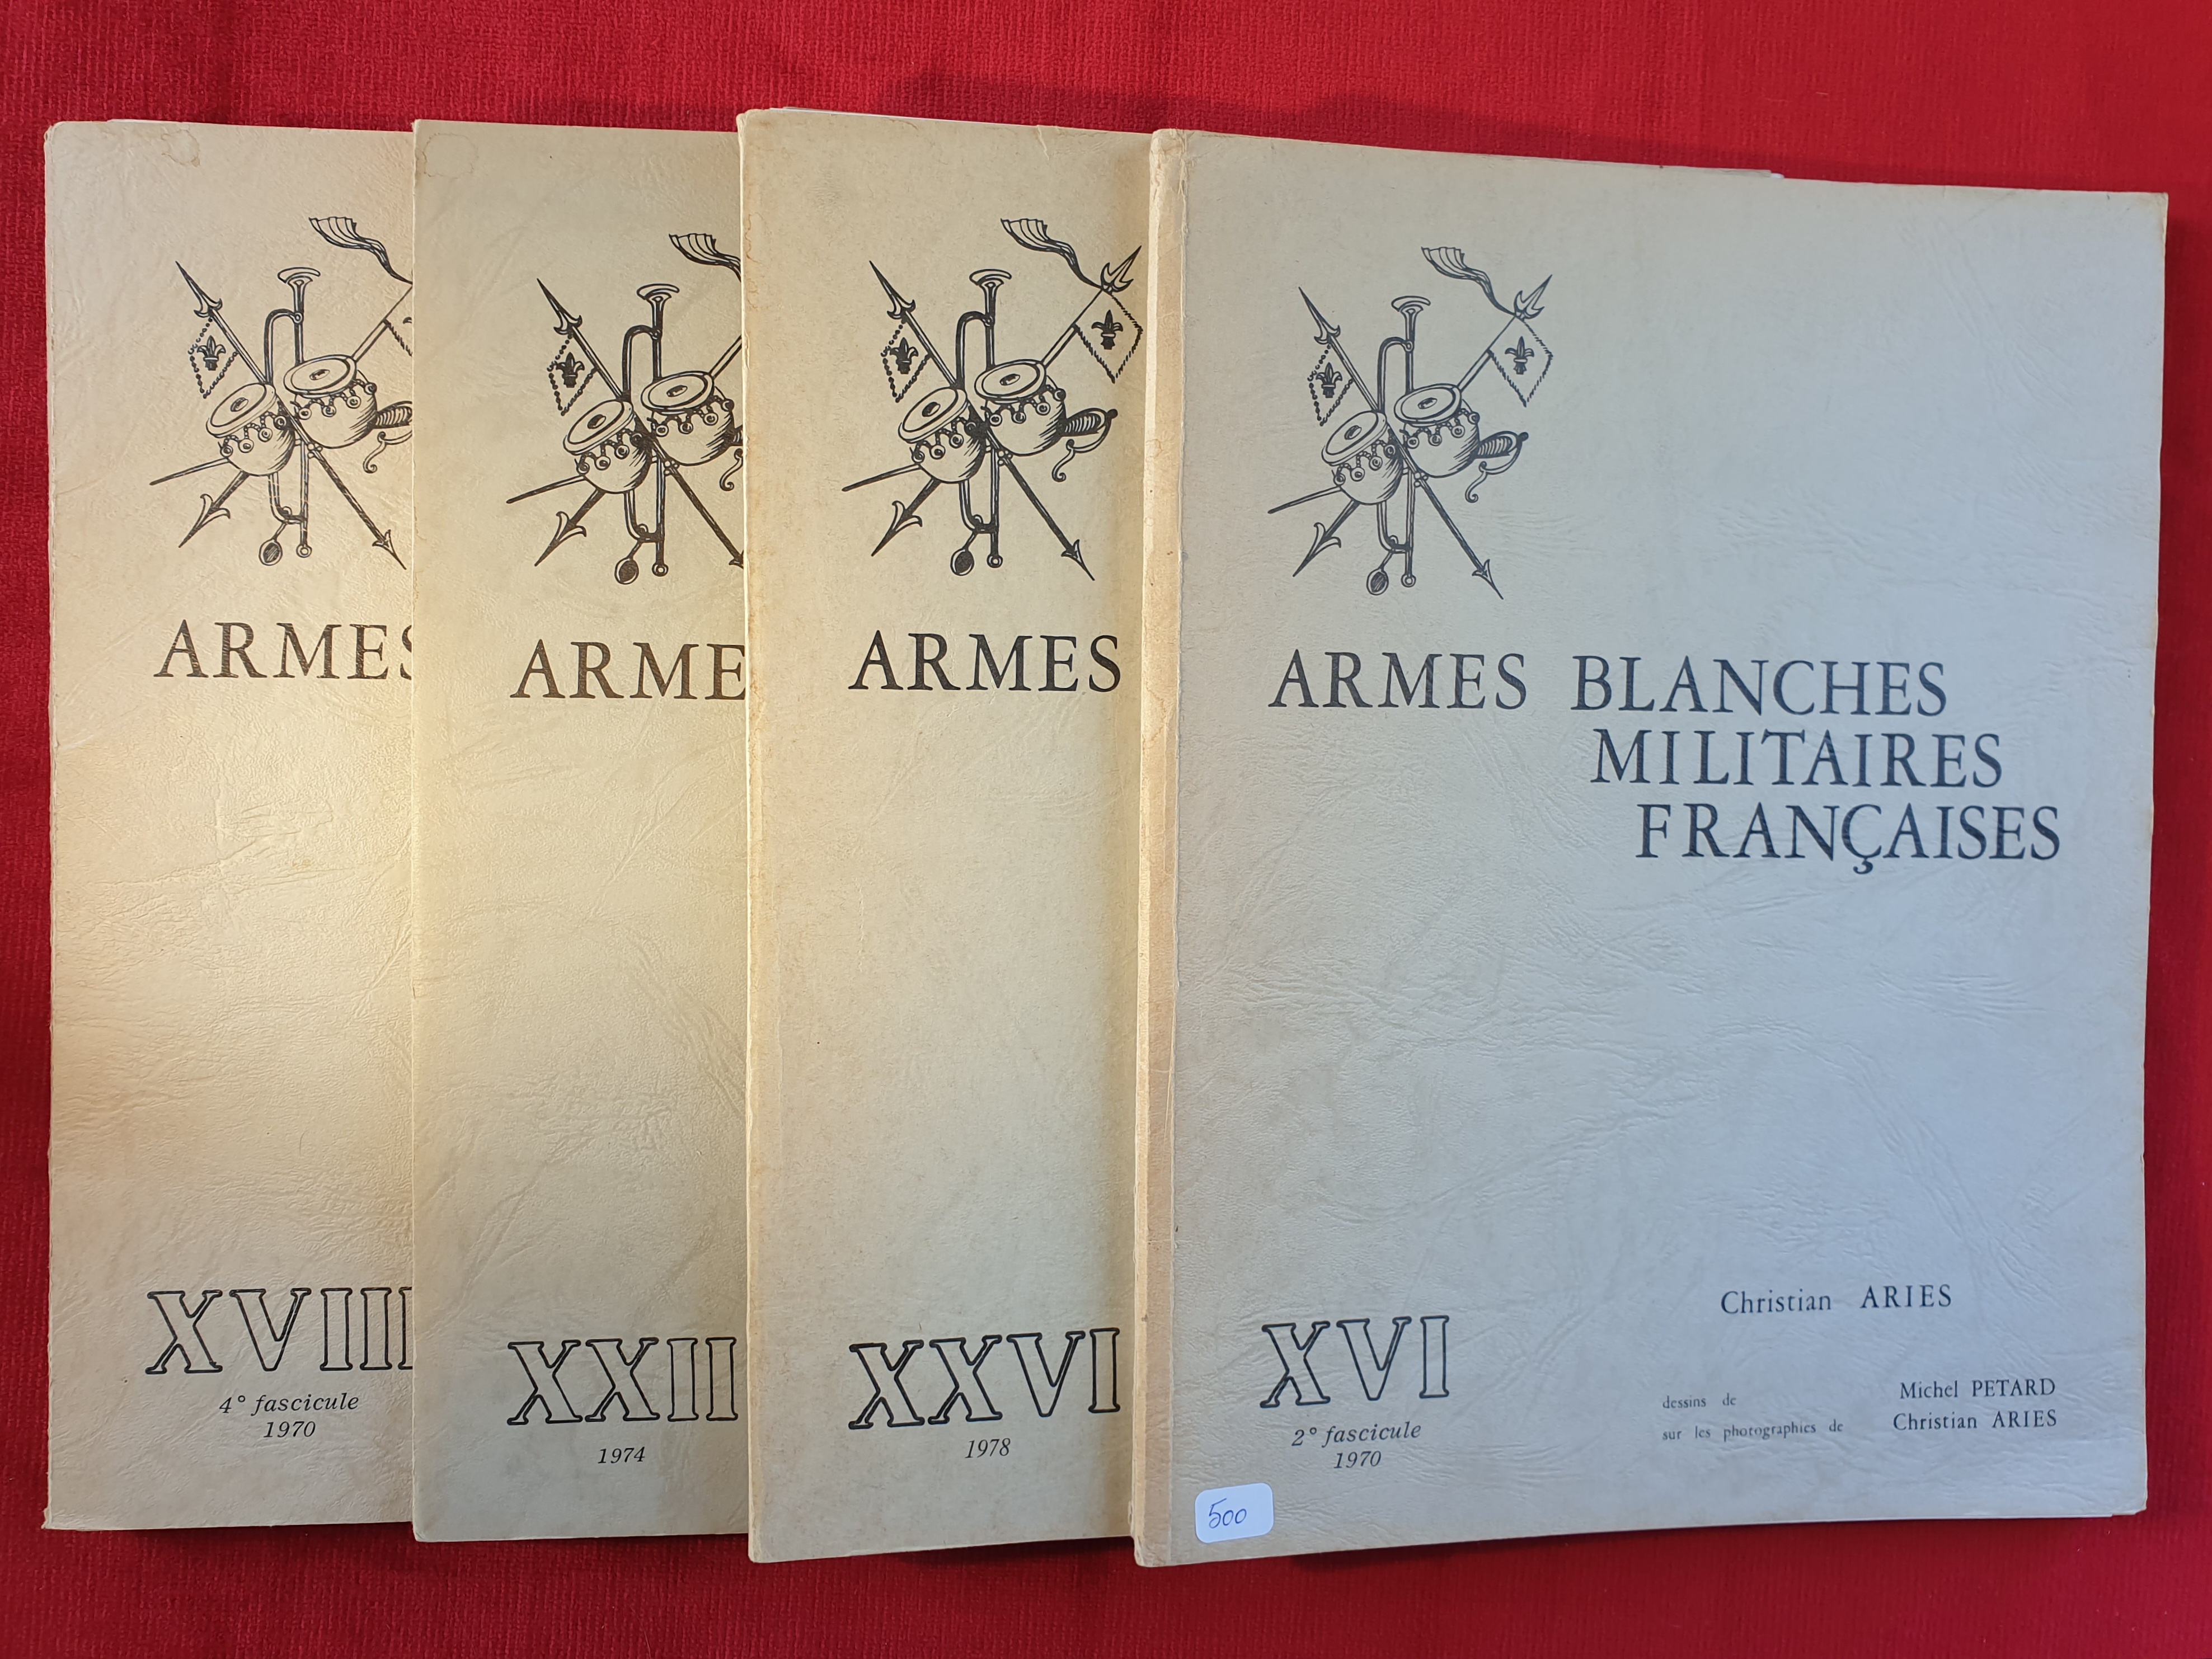 ARMES
XVIII
4° fascicule
1970
ARME
XXII
1974
ARMES
XXVI
1978
ARMES BLANCHES
MILITAIRES
FRANÇAISES
Christian ARIES
XVI
2° fascicule
1970
dessins de Michel PETARD
sur les photographies de Christian ARIES
500